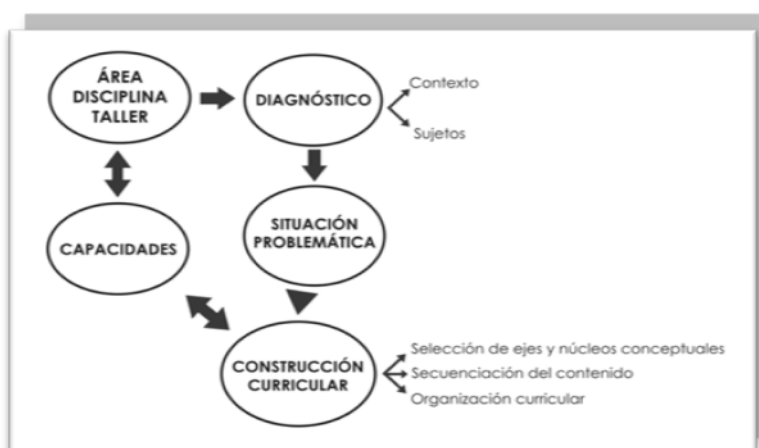 ÁREA
DISCIPLINA
TALLER
DIAGNÓSTICO
Contexto
Sujetos
CAPACIDADES
SITUACIÓN
PROBLEMÁTICA
CONSTRUCCIÓN
CURRICULAR
Selección de ejes y núcleos conceptuales
Secuenciación del contenido
Organización curricular